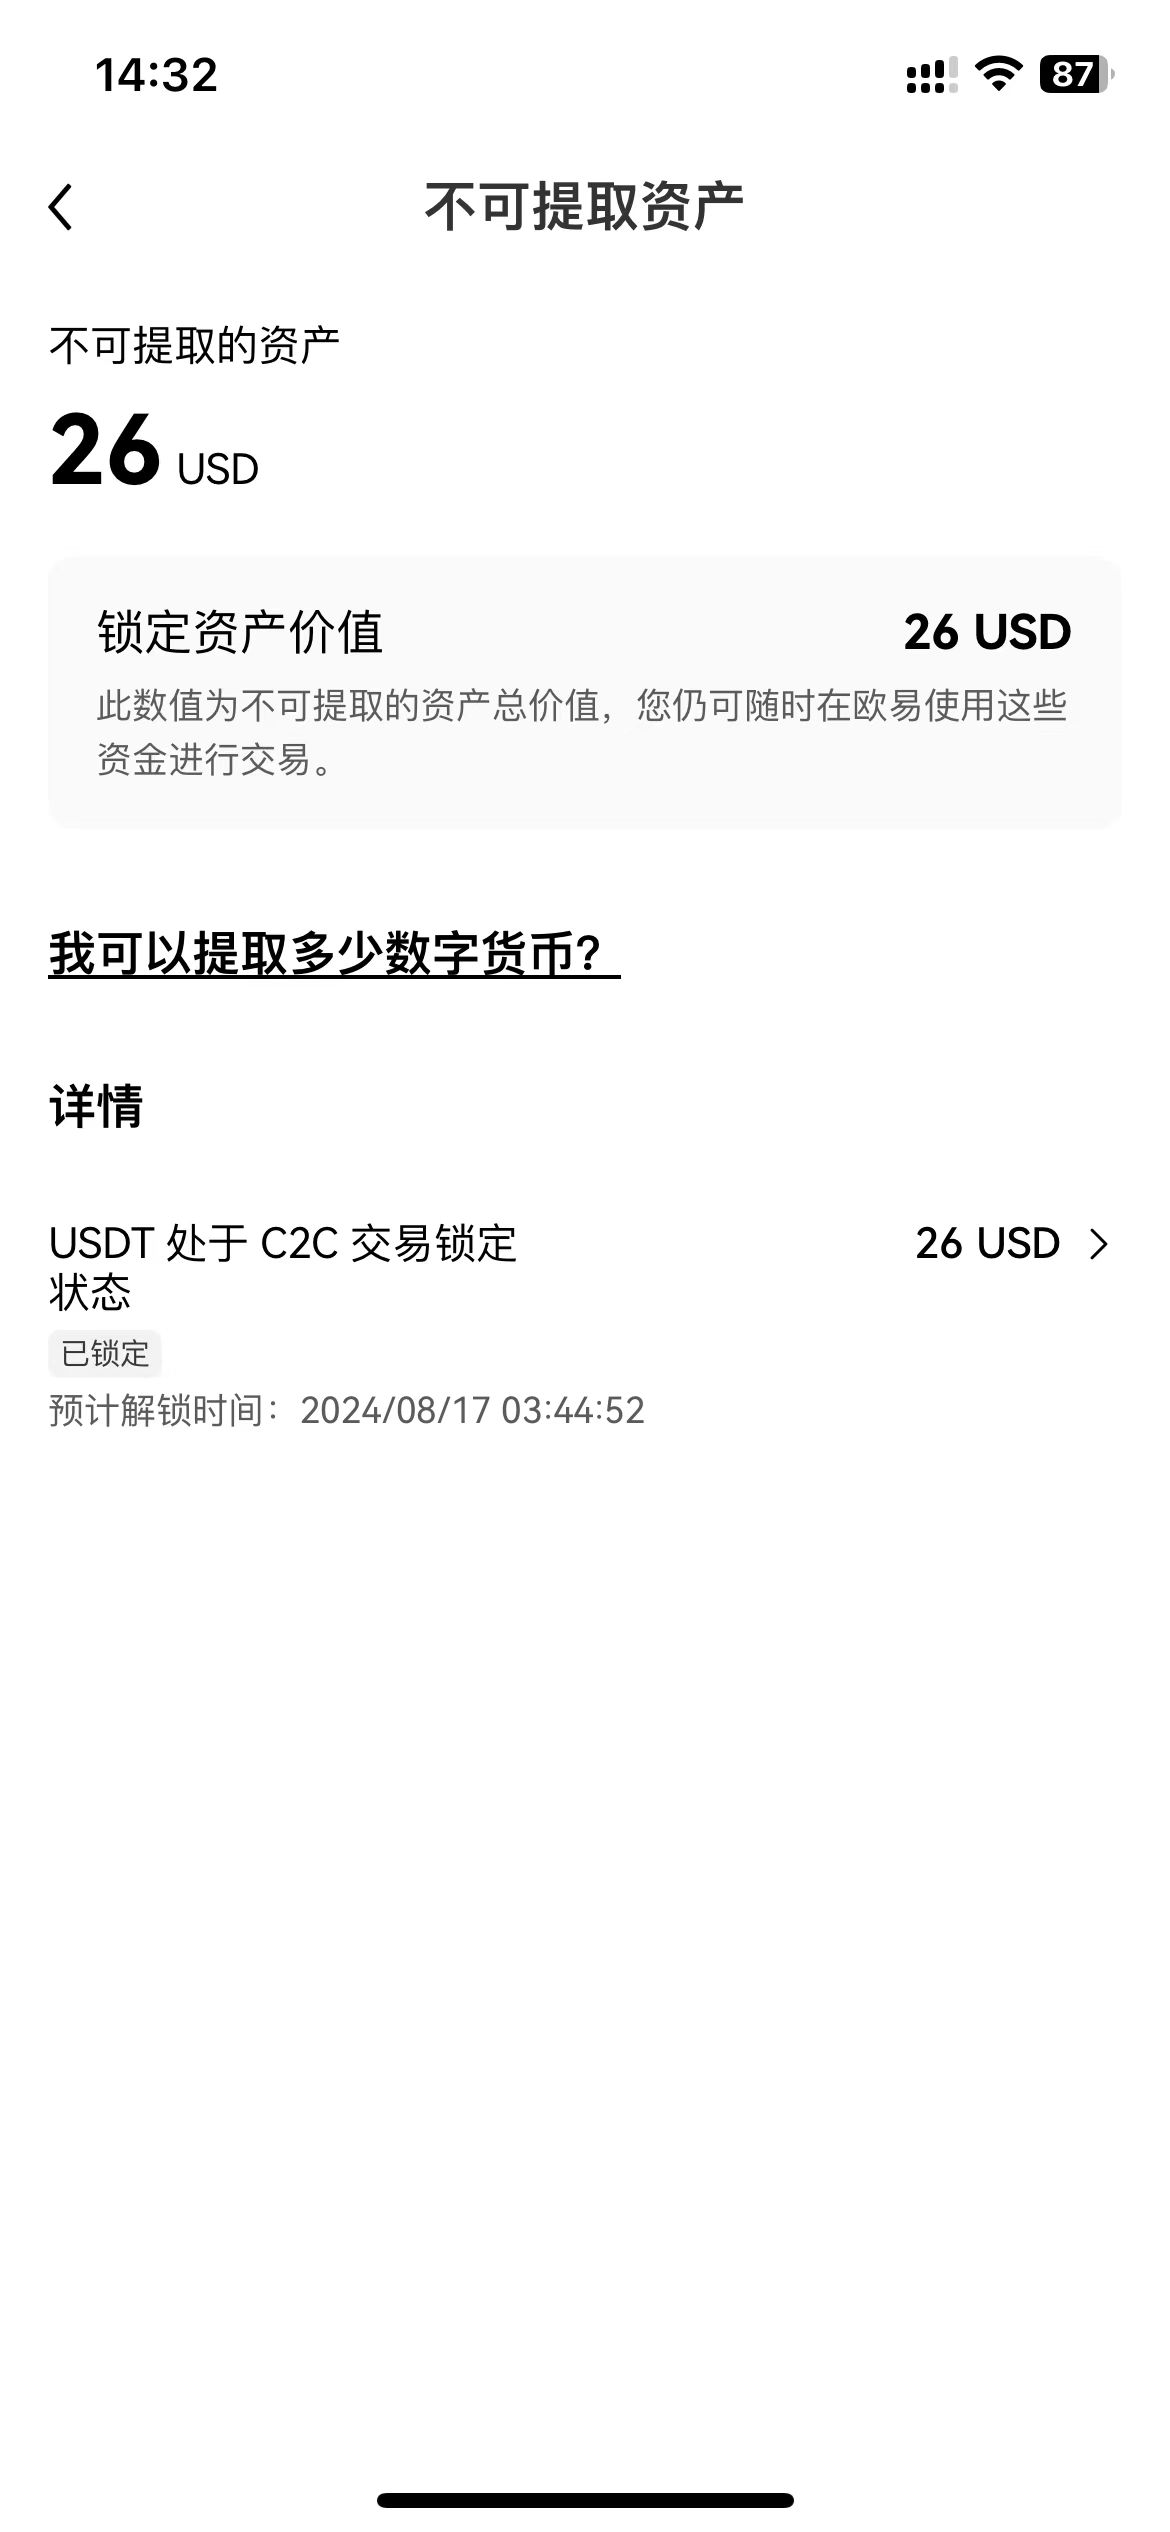 14:32
87
不可提取资产
不可提取的资产
26 USD
锁定资产价值 26 USD
此数值为不可提取的资产总价值，您仍可随时在欧易使用这些
资金进行交易。
我可以提取多少数字货币？
详情
USDT 处于 C2C 交易锁定 26 USD
状态
已锁定
预计解锁时间：2024/08/17 03:44:52